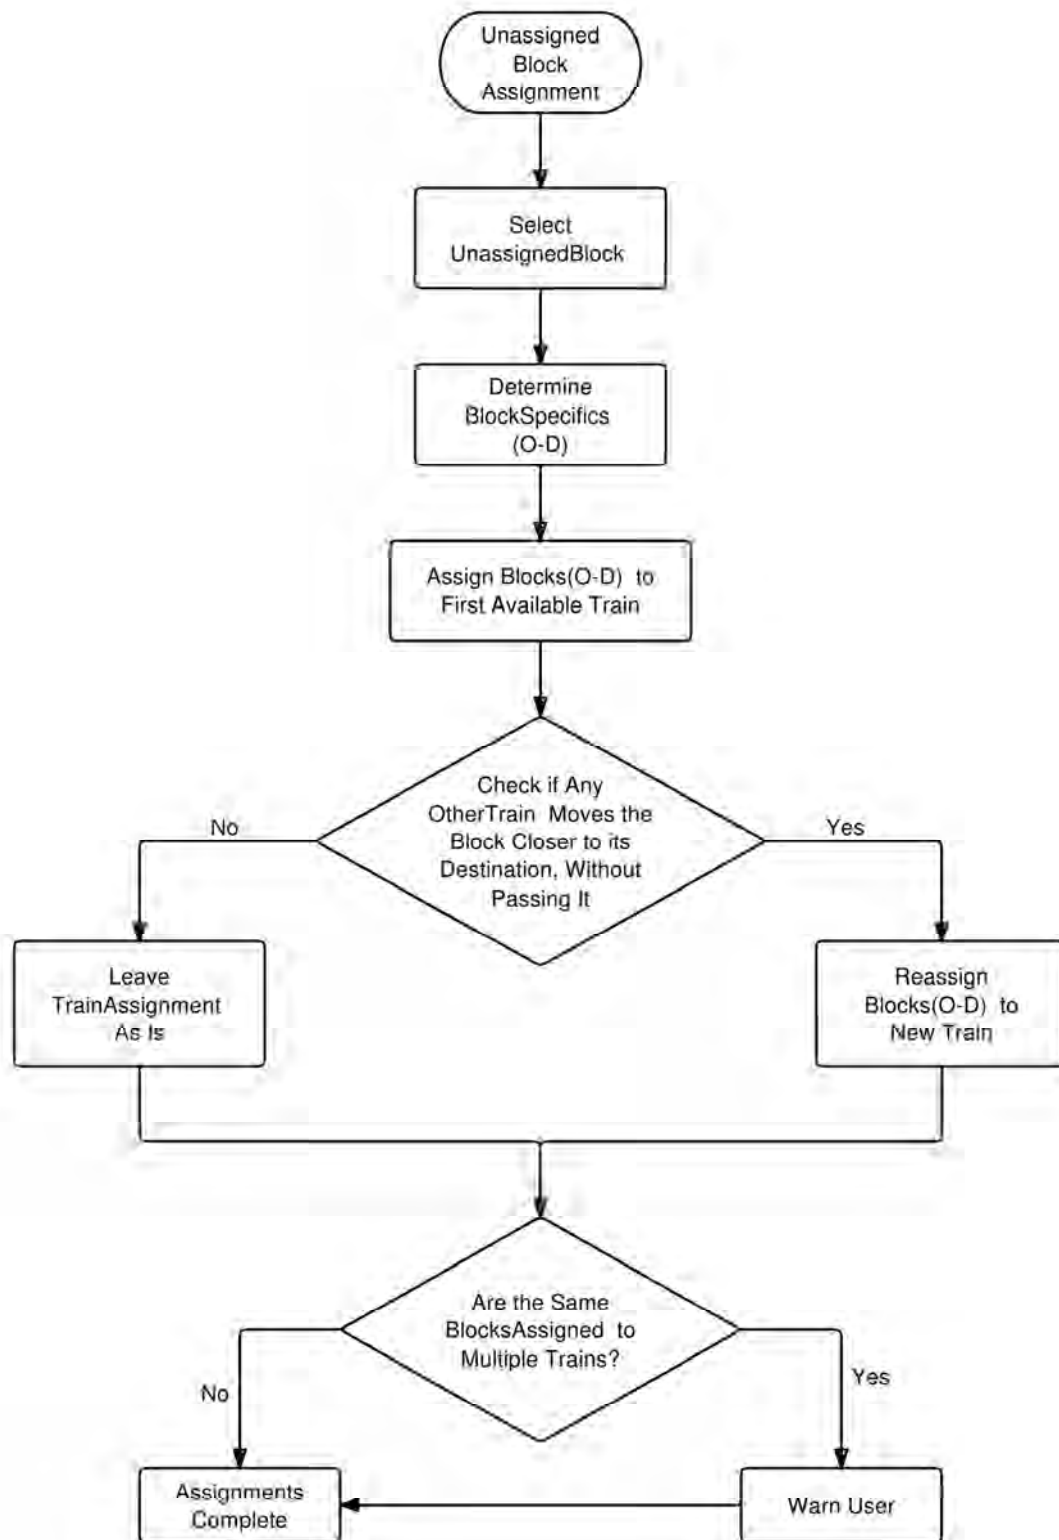 Unassigned
Block
Assignment
Select
UnassignedBlock
Determine
BlockSpecifics
(O-D)
Assign Blocks(O-D) to
First Available Train
Check if Any
OtherTrain Moves the
Block Closer to its
Destination, Without
Passing It
No
Yes
Leave
TrainAssignment
As Is
Reassign
Blocks(O-D) to
New Train
Are the Same
BlocksAssigned to
Multiple Trains?
No
Yes
Assignments
Complete
Warn User